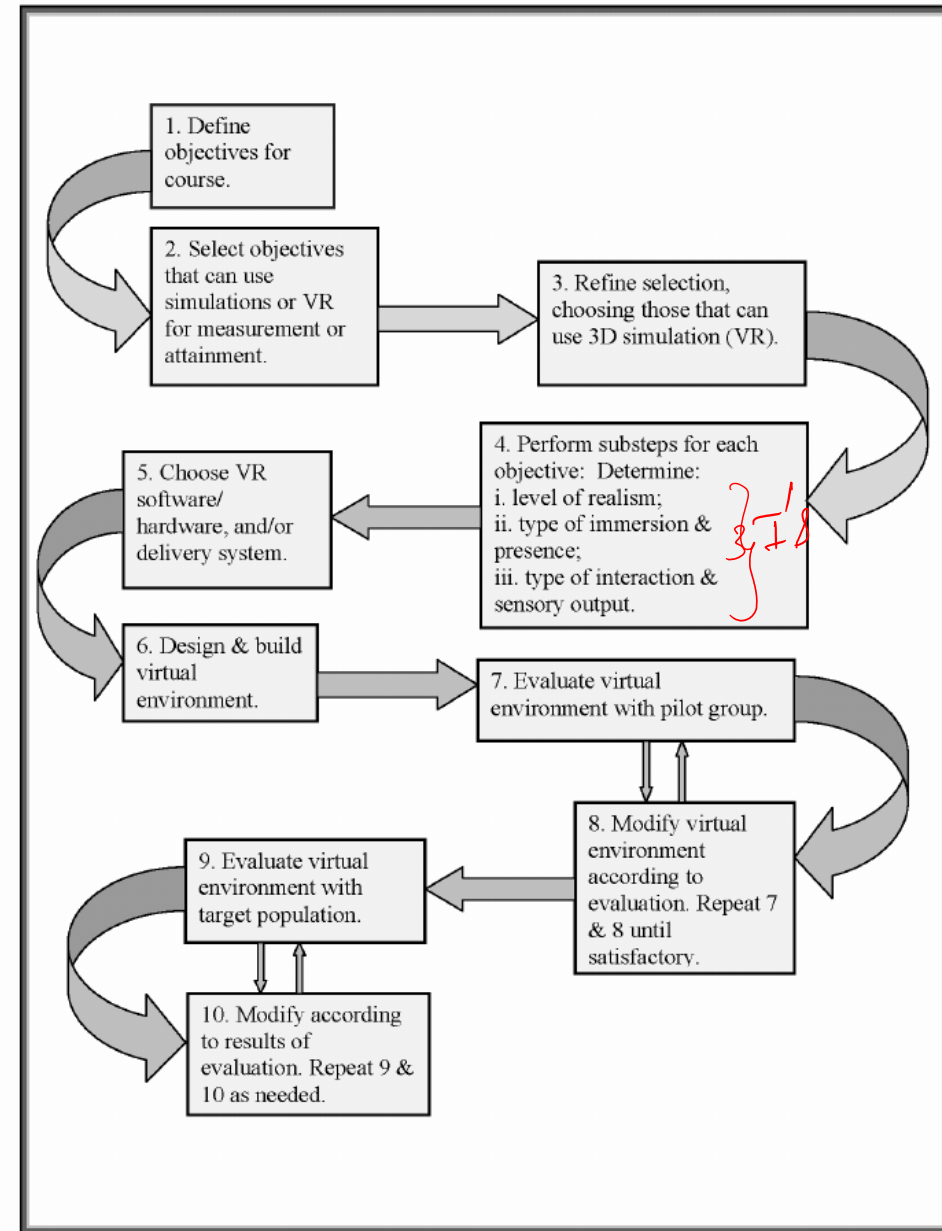 1. Define
objectives for
course.
2. Select objectives
that can use
simulations or VR
for measurement or
attainment.
3. Refine selection,
choosing those that can
use 3D simulation (VR).
4. Perform substeps for each
objective: Determine:
i. level of realism;
ii. type of immersion &
presence;
iii. type of interaction &
sensory output.
3 I's
5. Choose VR
software/
hardware, and/or
delivery system.
6. Design & build
virtual
environment.
7. Evaluate virtual
environment with pilot group.
8. Modify virtual
environment
according to
evaluation. Repeat 7
& 8 until
satisfactory.
9. Evaluate virtual
environment with
target population.
10. Modify according
to results of
evaluation. Repeat 9 &
10 as needed.